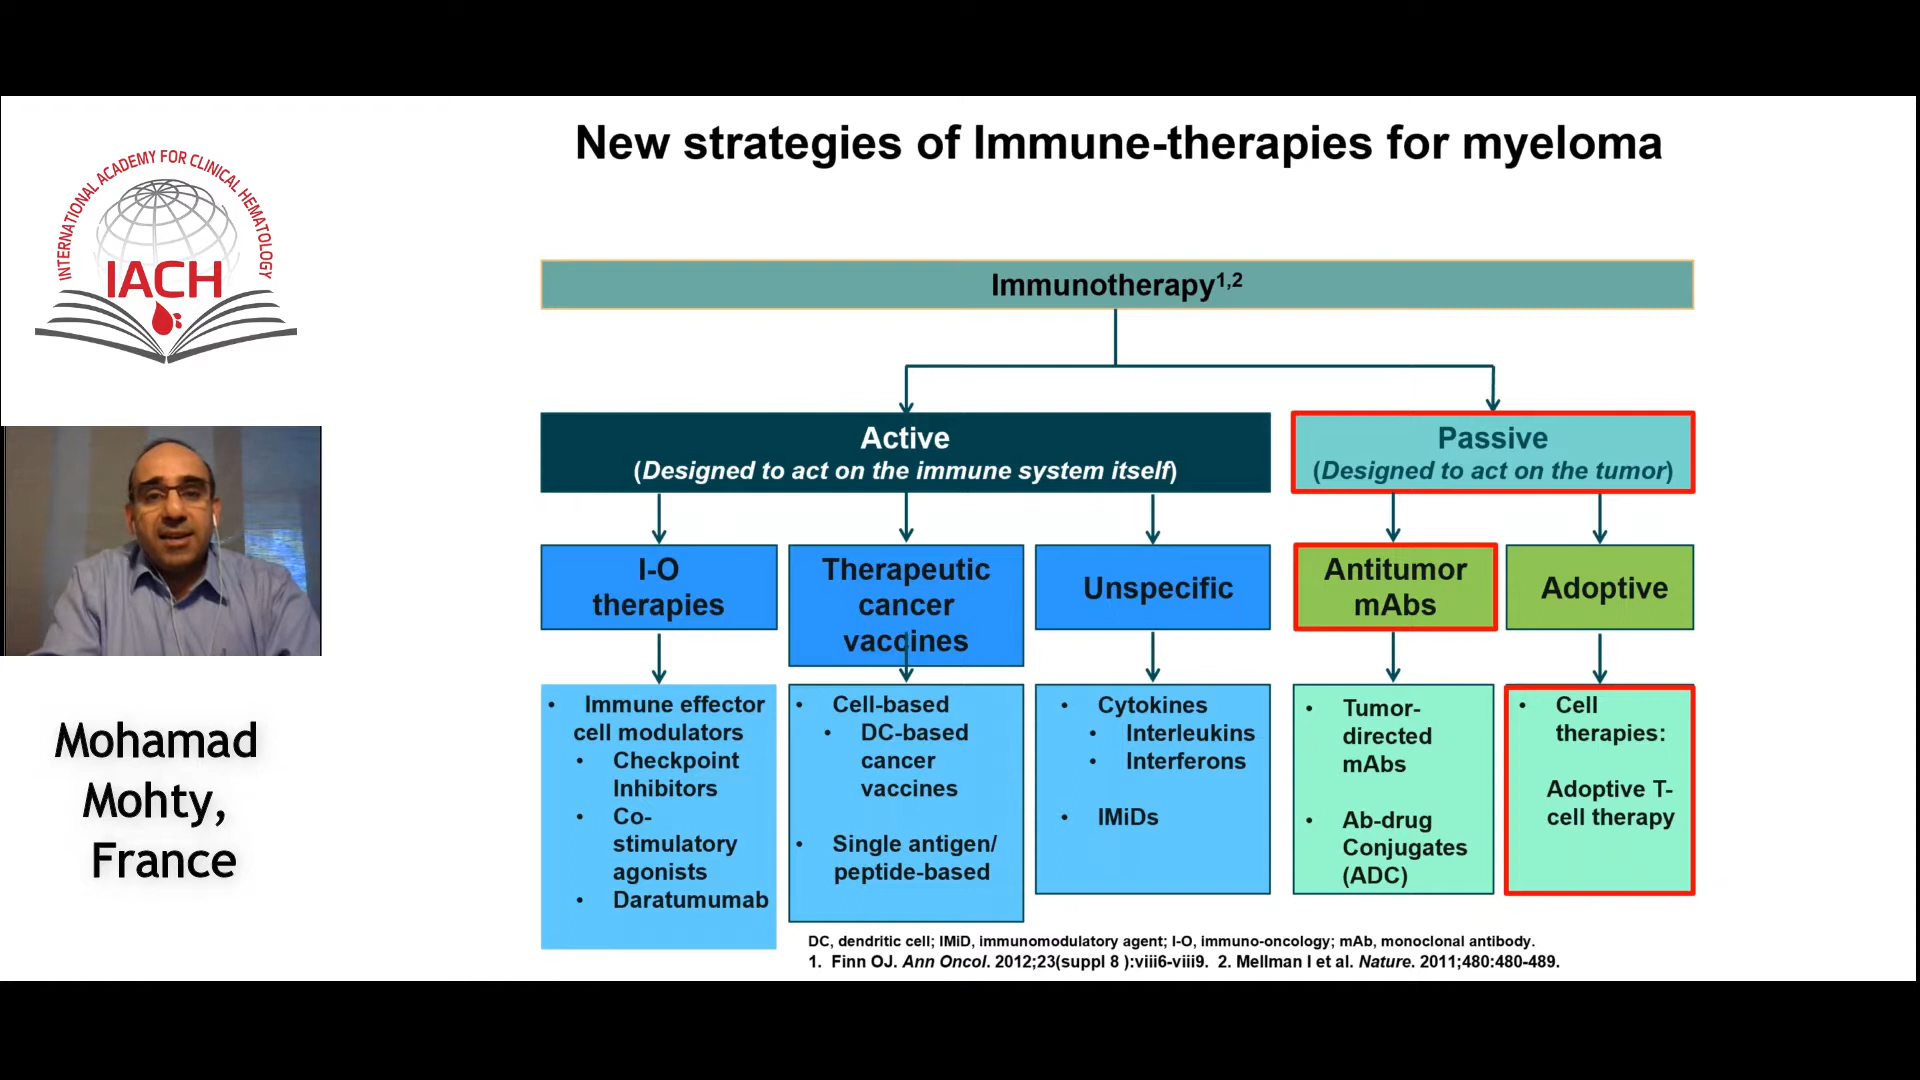 New strategies of Immune-therapies for myeloma
INTERNATIONAL ACADEMY FOR CLINICAL HEMATOLOGY
IACH
Immunotherapy1,2
Active
(Designed to act on the immune system itself)
Passive
(Designed to act on the tumor)
I-O
therapies
Therapeutic
cancer
vaccines
Unspecific
Antitumor
mAbs
Adoptive
• Immune effector
cell modulators
• Checkpoint
Inhibitors
• Co-
stimulatory
agonists
• Daratumumab
• Cell-based
• DC-based
cancer
vaccines
• Single antigen/
peptide-based
• Cytokines
• Interleukins
• Interferons
• IMiDs
• Tumor-
directed
mAbs
• Ab-drug
Conjugates
(ADC)
• Cell
therapies:
Adoptive T-
cell therapy
Mohamad
Mohty,
France
DC, dendritic cell; IMiD, immunomodulatory agent; I-O, immuno-oncology; mAb, monoclonal antibody.
1. Finn OJ. Ann Oncol. 2012;23(suppl 8 ):viii6-viii9. 2. Mellman I et al. Nature. 2011;480:480-489.